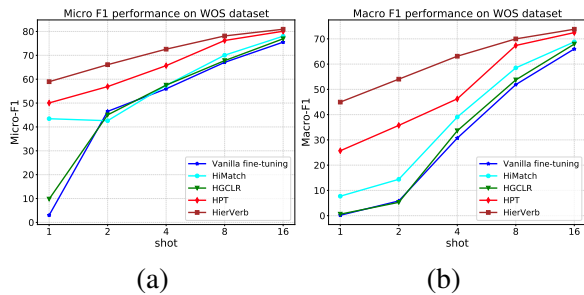 Micro F1 performance on WOS dataset
Micro-F1
80
70
60
50
40
30
20
10
0
1
2
4
8
16
shot
Vanilla fine-tuning
HiMatch
HGCLR
HPT
HierVerb
(a)
Macro F1 performance on WOS dataset
Macro-F1
70
60
50
40
30
20
10
0
1
2
4
8
16
shot
Vanilla fine-tuning
HiMatch
HGCLR
HPT
HierVerb
(b)